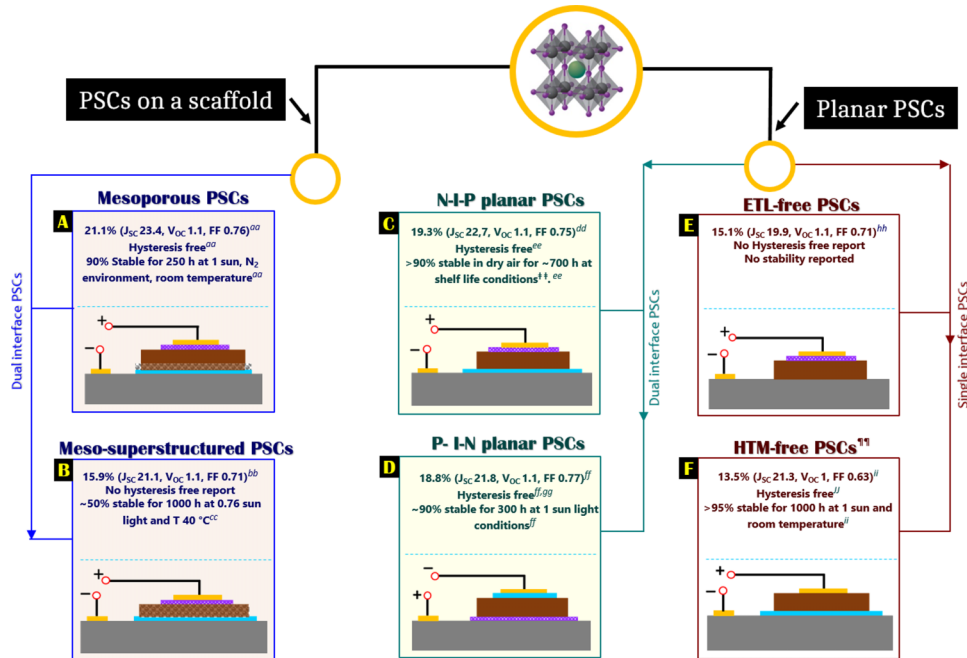 PSCs on a scaffold
Planar PSCs
Mesoporous PSCs
A
21.1% (JSC 23.4, VOC 1.1, FF 0.76)aa
Hysteresis freeaa
90% Stable for 250 h at 1 sun, N2
environment, room temperatureaa
+
−
Dual interface PSCs
Meso-superstructured PSCs
B
15.9% (JSC 21.1, VOC 1.1, FF 0.71)bb
No hysteresis free report
~50% stable for 1000 h at 0.76 sun
light and T 40 °Ccc
+
−
N-I-P planar PSCs
C
19.3% (JSC 22,7, VOC 1.1, FF 0.75)dd
Hysteresis freeee
>90% stable in dry air for ~700 h at
shelf life conditions‡‡. ee
+
−
Dual interface PSCs
P- I-N planar PSCs
D
18.8% (JSC 21.8, VOC 1.1, FF 0.77)ff
Hysteresis freeff,gg
~90% stable for 300 h at 1 sun light
conditionsff
−
+
ETL-free PSCs
E
15.1% (JSC 19.9, VOC 1.1, FF 0.71)hh
No Hysteresis free report
No stability reported
+
−
Single interface PSCs
HTM-free PSCs¶¶
F
13.5% (JSC 21.3, VOC 1, FF 0.63)ii
Hysteresis freeJJ
>95% stable for 1000 h at 1 sun and
room temperatureii
+
−